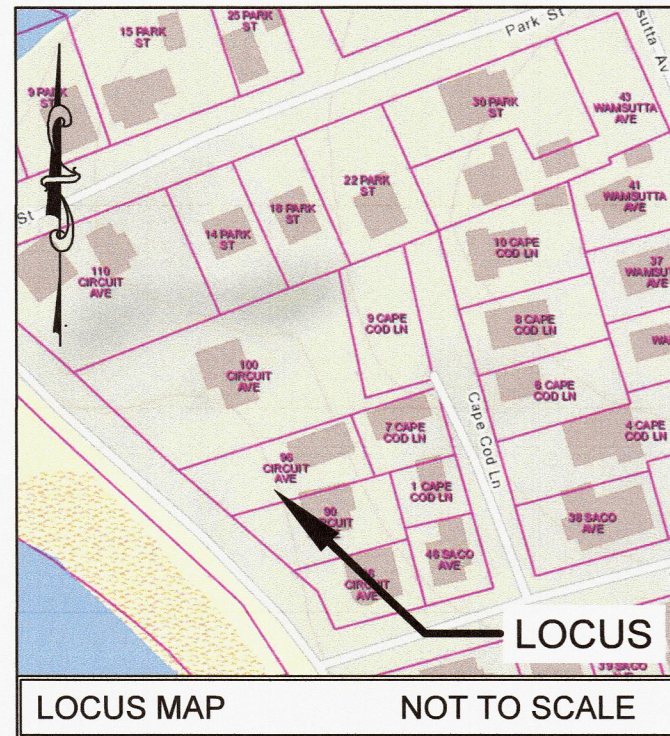 15 PARK
ST
25 PARK
ST
Park St
9 PARK
ST
30 PARK
ST
43
WAMSUTTA
AVE
22 PARK
ST
41
WAMSUTTA
AVE
18 PARK
ST
14 PARK
ST
St
10 CAPE
COD LN
110
CIRCUIT
AVE
37
9 CAPE
COD LN
8 CAPE
COD LN
100
CIRCUIT
AVE
6 CAPE
COD LN
Cape Cod Ln
7 CAPE
COD LN
4 CAPE
COD LN
CIRCUIT
AVE
1 CAPE
COD LN
90
38 SACO
AVE
46 SACO
AVE
AVE
LOCUS
39 SACO
LOCUS MAP NOT TO SCALE